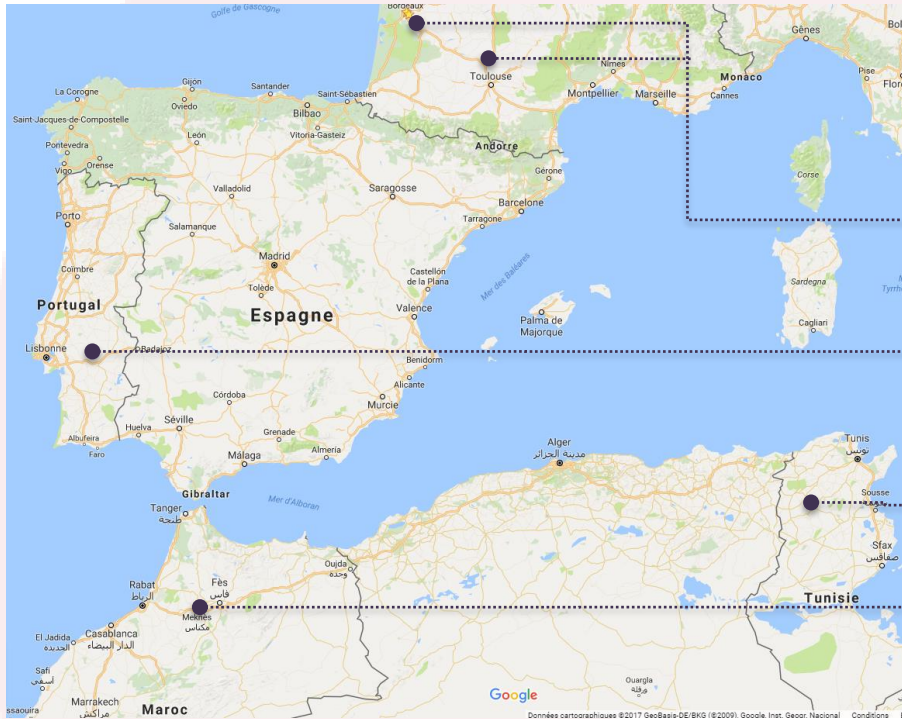 Golfe de Gascogne
Bordeaux
Gênes
Toulouse
Nîmes
Montpellier
Marseille
Monaco
Cannes
Pise
La Corogne
Gijón
Oviedo
Santander
Saint-Sébastien
Bilbao
Saint-Jacques-de-Compostelle
Vitoria-Gasteiz
León
Pontevedra
Vigo
Orense
Andorre
Gérone
Corse
Valladolid
Saragosse
Barcelone
Tarragone
Porto
Salamanque
Madrid
Coimbre
Tolède
Castellón
de la Plana
Mer des Baléares
Sardegna
Portugal
Espagne
Valence
Palma de
Majorque
Cagliari
Lisbonne
Badajoz
Benidorm
Alicante
Murcie
Córdoba
Séville
Huelva
Grenade
Albufeira
Faro
Málaga
Almería
Alger
مدينة الجزائر
Tunis
تونس
Gibraltar
Mer d'Alboran
Sousse
Tanger
طنجة
Sfax
صفاقس
Oujda
وجدة
Rabat
الرباط
Fès
فاس
Tunisie
Meknès
مكناس
El Jadida
الجديدة
Casablanca
الدار البيضاء
Safi
آسفي
Ouargla
ورقلة
Marrakech
مراكش
Maroc
Google
Données cartographiques ©2017 GeoBasis-DE/BKG (©2009), Google, Inst. Geogr. Nacional Conditions